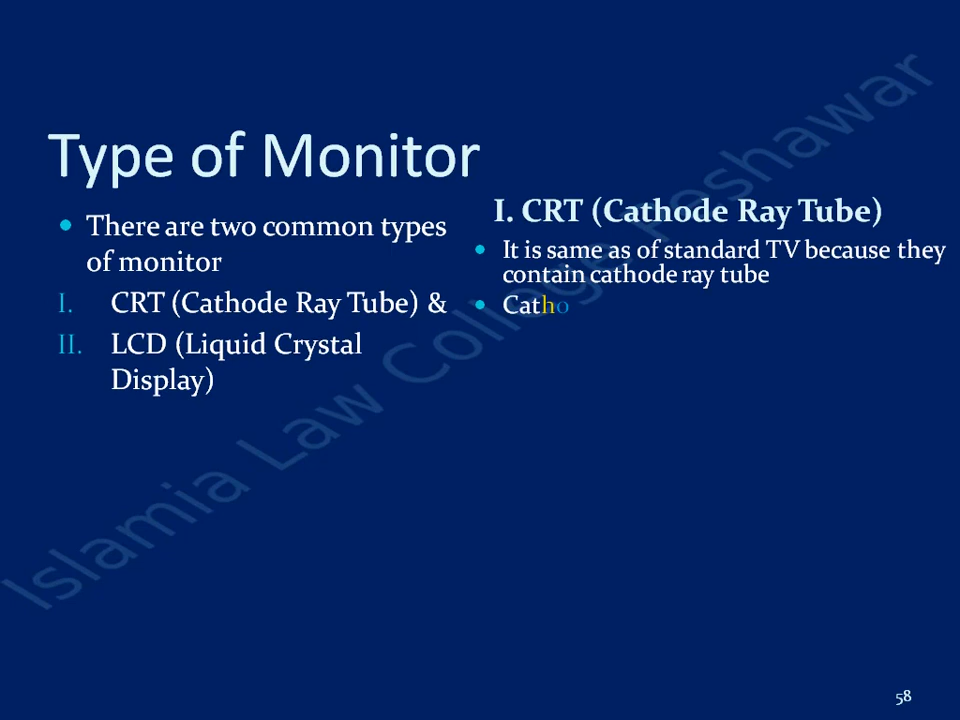 Type of Monitor
• There are two common types
of monitor
I. CRT (Cathode Ray Tube) &
II. LCD (Liquid Crystal
Display)
I. CRT (Cathode Ray Tube)
• It is same as of standard TV because they
contain cathode ray tube
• Catho
Islamia Law College Peshawar
58